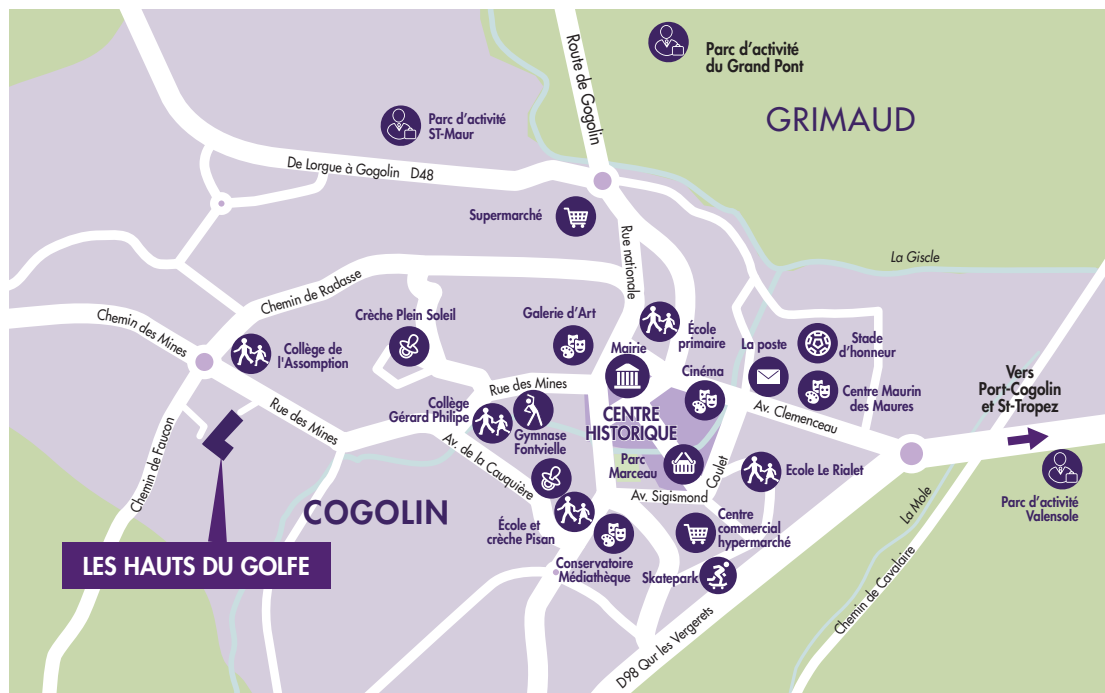 Parc d'activité
du Grand Pont
GRIMAUD
Route de Gogolin
Parc d'activité
ST-Maur
De Lorgue à Gogolin D48
Supermarché
Rue nationale
La Giscle
Chemin de Radasse
Chemin des Mines
Crèche Plein Soleil
Galerie d'Art
École
primaire
Mairie
La poste
Stade
d'honneur
Collège de
l'Assomption
Cinéma
Centre Maurin
des Maures
Vers
Port-Cogolin
et St-Tropez
Rue des Mines
Collège
Gérard Philipe
Gymnase
Fontvielle
CENTRE
HISTORIQUE
Av. Clemenceau
Rue des Mines
Chemin de Faucon
Av. de la Cauquière
Parc
Marceau
Coulet
Ecole Le Rialet
Av. Sigismond
La Mole
Parc d'activité
Valensole
COGOLIN
École et
crèche Pisan
Centre
commercial
hypermarché
Conservatoire
Médiathèque
Skatepark
LES HAUTS DU GOLFE
Chemin de Cavalaire
D98 Qur les Vergerets